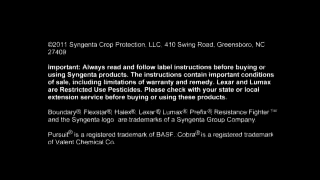 ©2011 Syngenta Crop Protection, LLC. 410 Swing Road, Greensboro, NC
27409
Important: Always read and follow label instructions before buying or
using Syngenta products. The instructions contain important conditions
of sale, including limitations of warranty and remedy. Lexar and Lumax
are Restricted Use Pesticides. Please check with your state or local
extension service before buying or using these products.
Boundary®, Flexstar®, Halex®, Lexar®, Lumax®, Prefix®, Resistance Fighter™
and the Syngenta logo are trademarks of a Syngenta Group Company.
Pursuit® is a registered trademark of BASF. Cobra® is a registered trademark
of Valent Chemical Co.